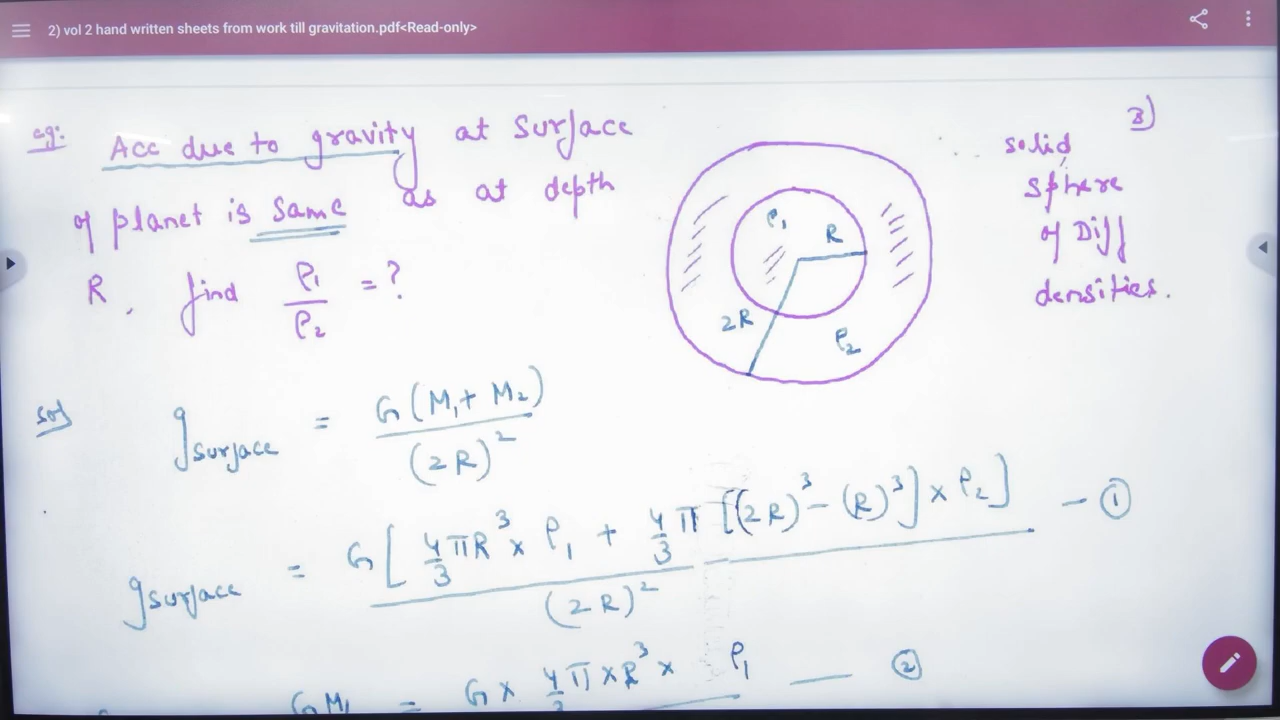 2) vol 2 hand written sheets from work till gravitation.pdf<Read-only>
eg:
Acc due to gravity at surface
of planet is same as at depth
R, find ρ₁/ρ₂ = ?
ρ₁
R
2R
ρ₂
3)
solid
sphere
of Diff
densities.
sol
g surface = G(M₁ + M₂) / (2R)²
g surface = G[4/3 πR³ × ρ₁ + 4/3 π [(2R)³ − (R)³] × ρ₂] / (2R)² — ①
GM₁ = G × 4/3 π × R³ × ρ₁ — ②